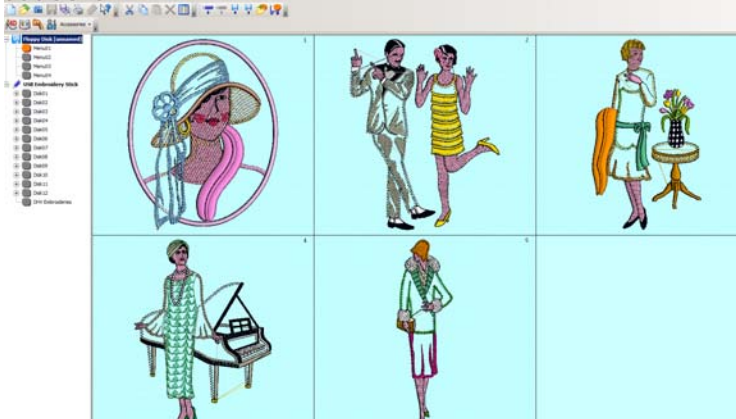 Accessories
Floppy Disk [unnamed]
Menu01
Menu02
Menu03
Menu04
USB Embroidery Stick
Disk01
Disk02
Disk03
Disk04
Disk05
Disk06
Disk07
Disk08
Disk09
Disk10
Disk11
Disk12
DHV Embroideries
1
2
3
4
5